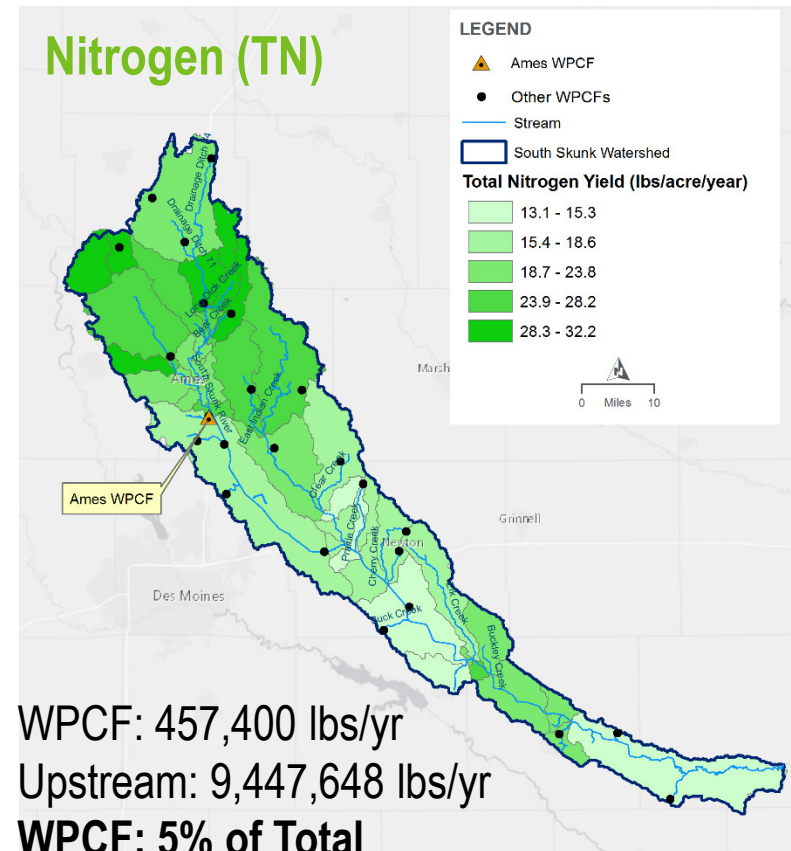 Nitrogen (TN)
LEGEND
Ames WPCF
Other WPCFs
Stream
South Skunk Watershed
Total Nitrogen Yield (lbs/acre/year)
13.1 - 15.3
15.4 - 18.6
18.7 - 23.8
23.9 - 28.2
28.3 - 32.2
0 Miles 10
Drainage Ditch
Drainage Ditch 71
Dick Creek
Bear Creek
Marsh
Ames
South Skunk River
East Indian Creek
Ames WPCF
Clear Creek
Grinnell
Prairie Creek
Cherry Creek
Newton
Des Moines
Creek
Buckley Creek
WPCF: 457,400 lbs/yr
Upstream: 9,447,648 lbs/yr
WPCF: 5% of Total